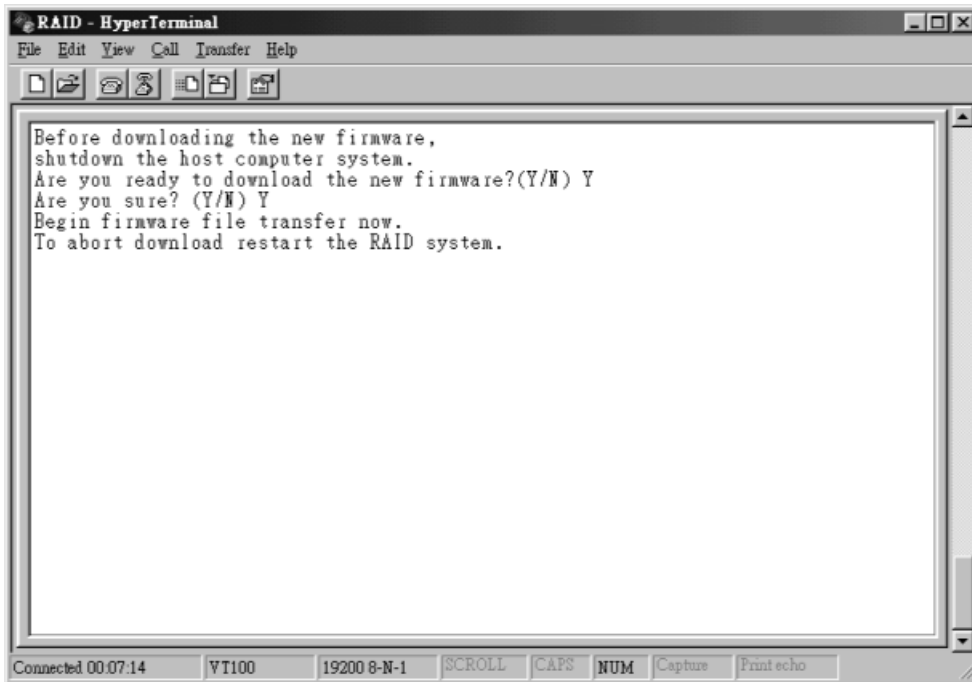 RAID - HyperTerminal
File Edit View Call Transfer Help
Before downloading the new firmware,
shutdown the host computer system.
Are you ready to download the new firmware?(Y/N) Y
Are you sure? (Y/N) Y
Begin firmware file transfer now.
To abort download restart the RAID system.
Connected 00:07:14 VT100 19200 8-N-1 SCROLL CAPS NUM Capture Print echo